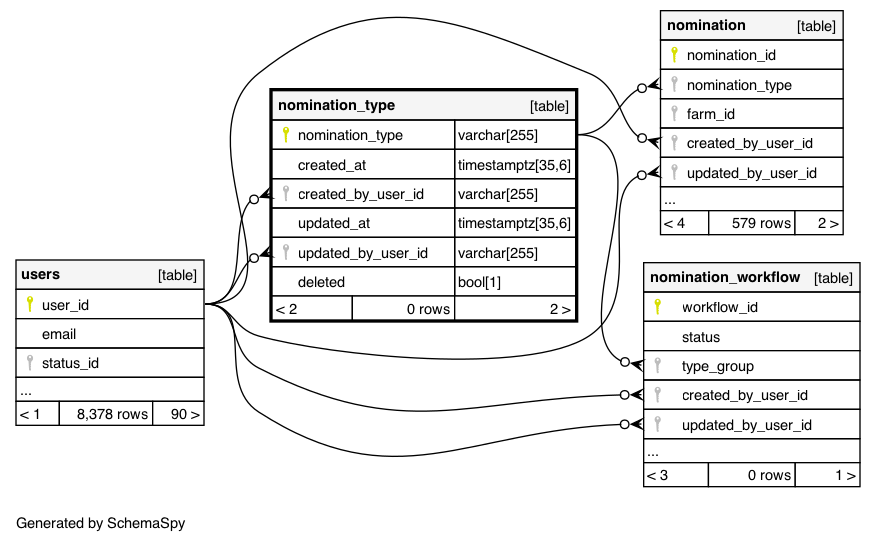 nomination [table]
nomination_id
nomination_type
farm_id
created_by_user_id
updated_by_user_id
...
< 4 579 rows 2 >
nomination_type [table]
nomination_type varchar[255]
created_at timestamptz[35,6]
created_by_user_id varchar[255]
updated_at timestamptz[35,6]
updated_by_user_id varchar[255]
deleted bool[1]
< 2 0 rows 2 >
users [table]
user_id
email
status_id
...
< 1 8,378 rows 90 >
nomination_workflow [table]
workflow_id
status
type_group
created_by_user_id
updated_by_user_id
...
< 3 0 rows 1 >
Generated by SchemaSpy